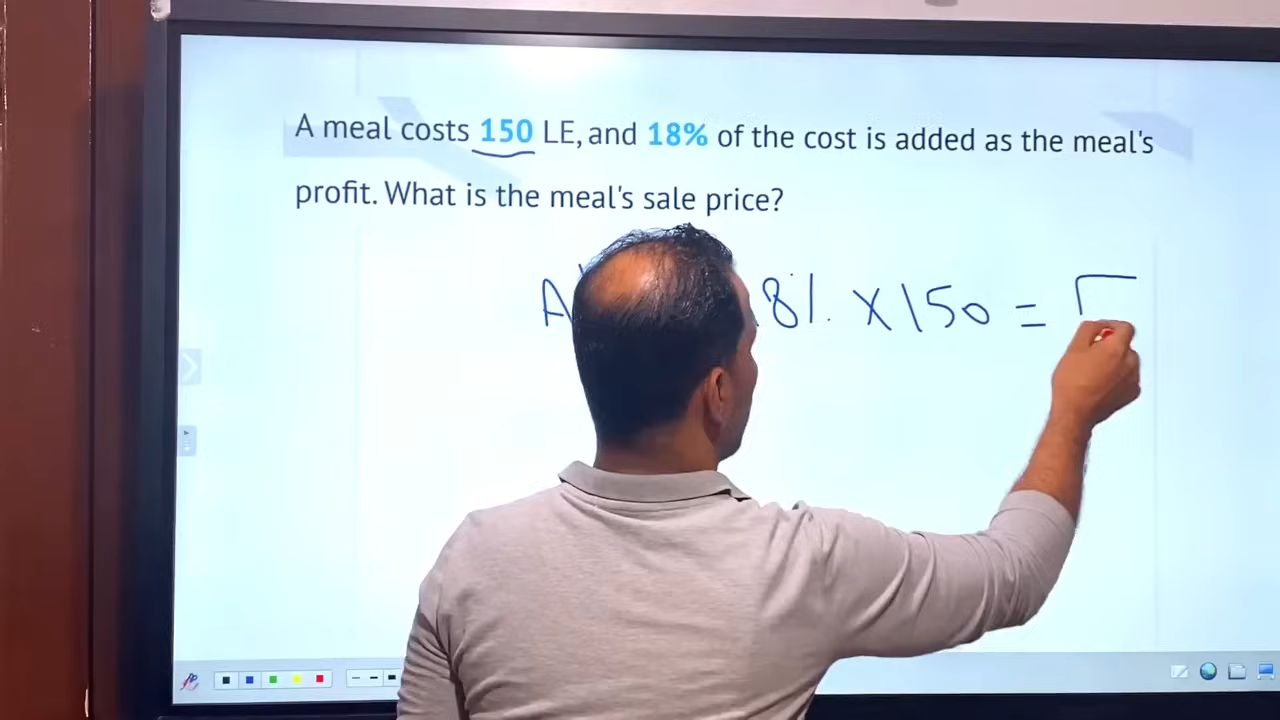 A meal costs 150 LE, and 18% of the cost is added as the meal's
profit. What is the meal's sale price?
8% × 150 =